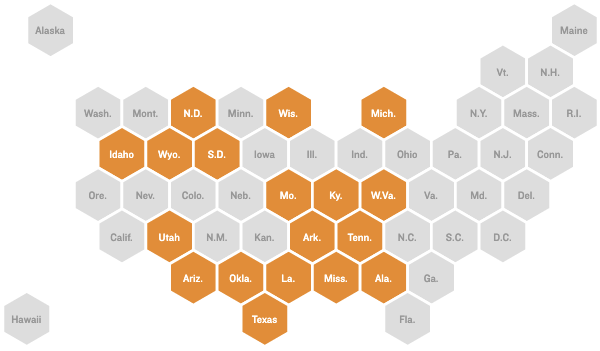 Alaska
Maine
Vt.
N.H.
Wash.
Mont.
N.D.
Minn.
Wis.
Mich.
N.Y.
Mass.
R.I.
Idaho
Wyo.
S.D.
Iowa
Ill.
Ind.
Ohio
Pa.
N.J.
Conn.
Ore.
Nev.
Colo.
Neb.
Mo.
Ky.
W.Va.
Va.
Md.
Del.
Calif.
Utah
N.M.
Kan.
Ark.
Tenn.
N.C.
S.C.
D.C.
Ariz.
Okla.
La.
Miss.
Ala.
Ga.
Hawaii
Texas
Fla.